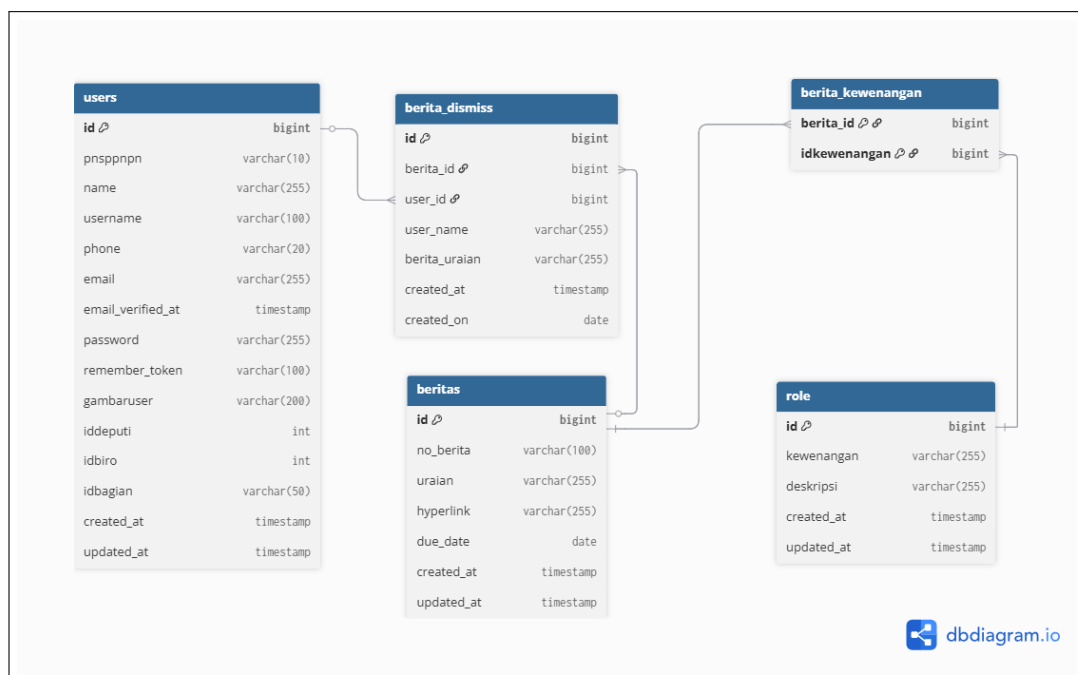 users
id bigint
pnsppnpn varchar(10)
name varchar(255)
username varchar(100)
phone varchar(20)
email varchar(255)
email_verified_at timestamp
password varchar(255)
remember_token varchar(100)
gambaruser varchar(200)
iddeputi int
idbiro int
idbagian varchar(50)
created_at timestamp
updated_at timestamp
berita_dismiss
id bigint
berita_id bigint
user_id bigint
user_name varchar(255)
berita_uraian varchar(255)
created_at timestamp
created_on date
beritas
id bigint
no_berita varchar(100)
uraian varchar(255)
hyperlink varchar(255)
due_date date
created_at timestamp
updated_at timestamp
berita_kewenangan
berita_id bigint
idkewenangan bigint
role
id bigint
kewenangan varchar(255)
deskripsi varchar(255)
created_at timestamp
updated_at timestamp
dbdiagram.io